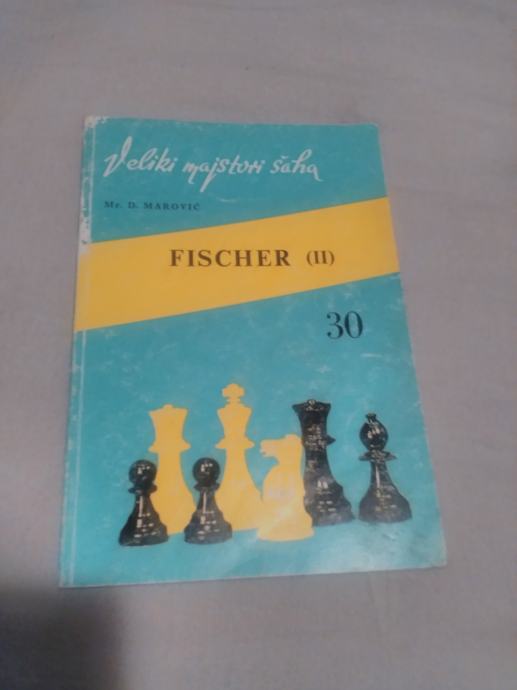 Veliki majstori šaha
Mr. D. MAROVIĆ
FISCHER (II)
30